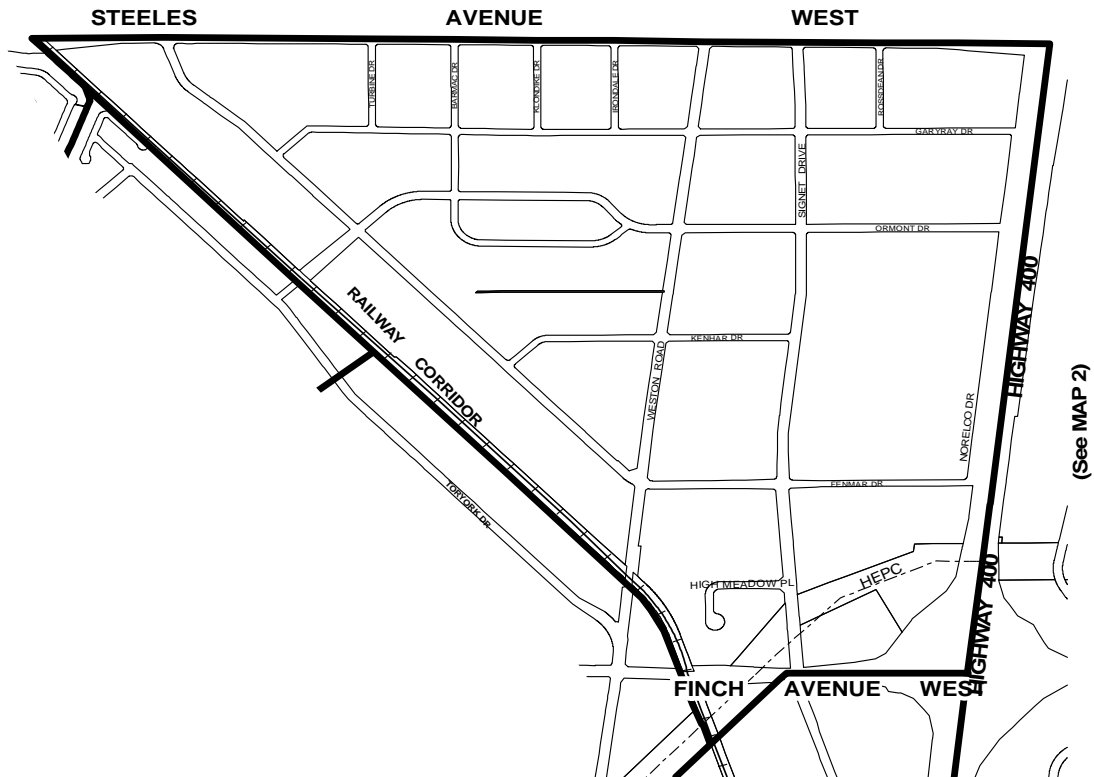 STEELES AVENUE WEST
TURBINE DR
BARMAC DR
KLONDIKE DR
IRONDALE DR
ROSSDEAN DR
GARYRAY DR
SIGNET DRIVE
ORMONT DR
HIGHWAY 400
RAILWAY CORRIDOR
KENHAR DR
WESTON ROAD
(See MAP 2)
NORELCO DR
TORYORK DR
FENMAR DR
HIGH MEADOW PL
HEPC
HIGHWAY 400
FINCH AVENUE WEST